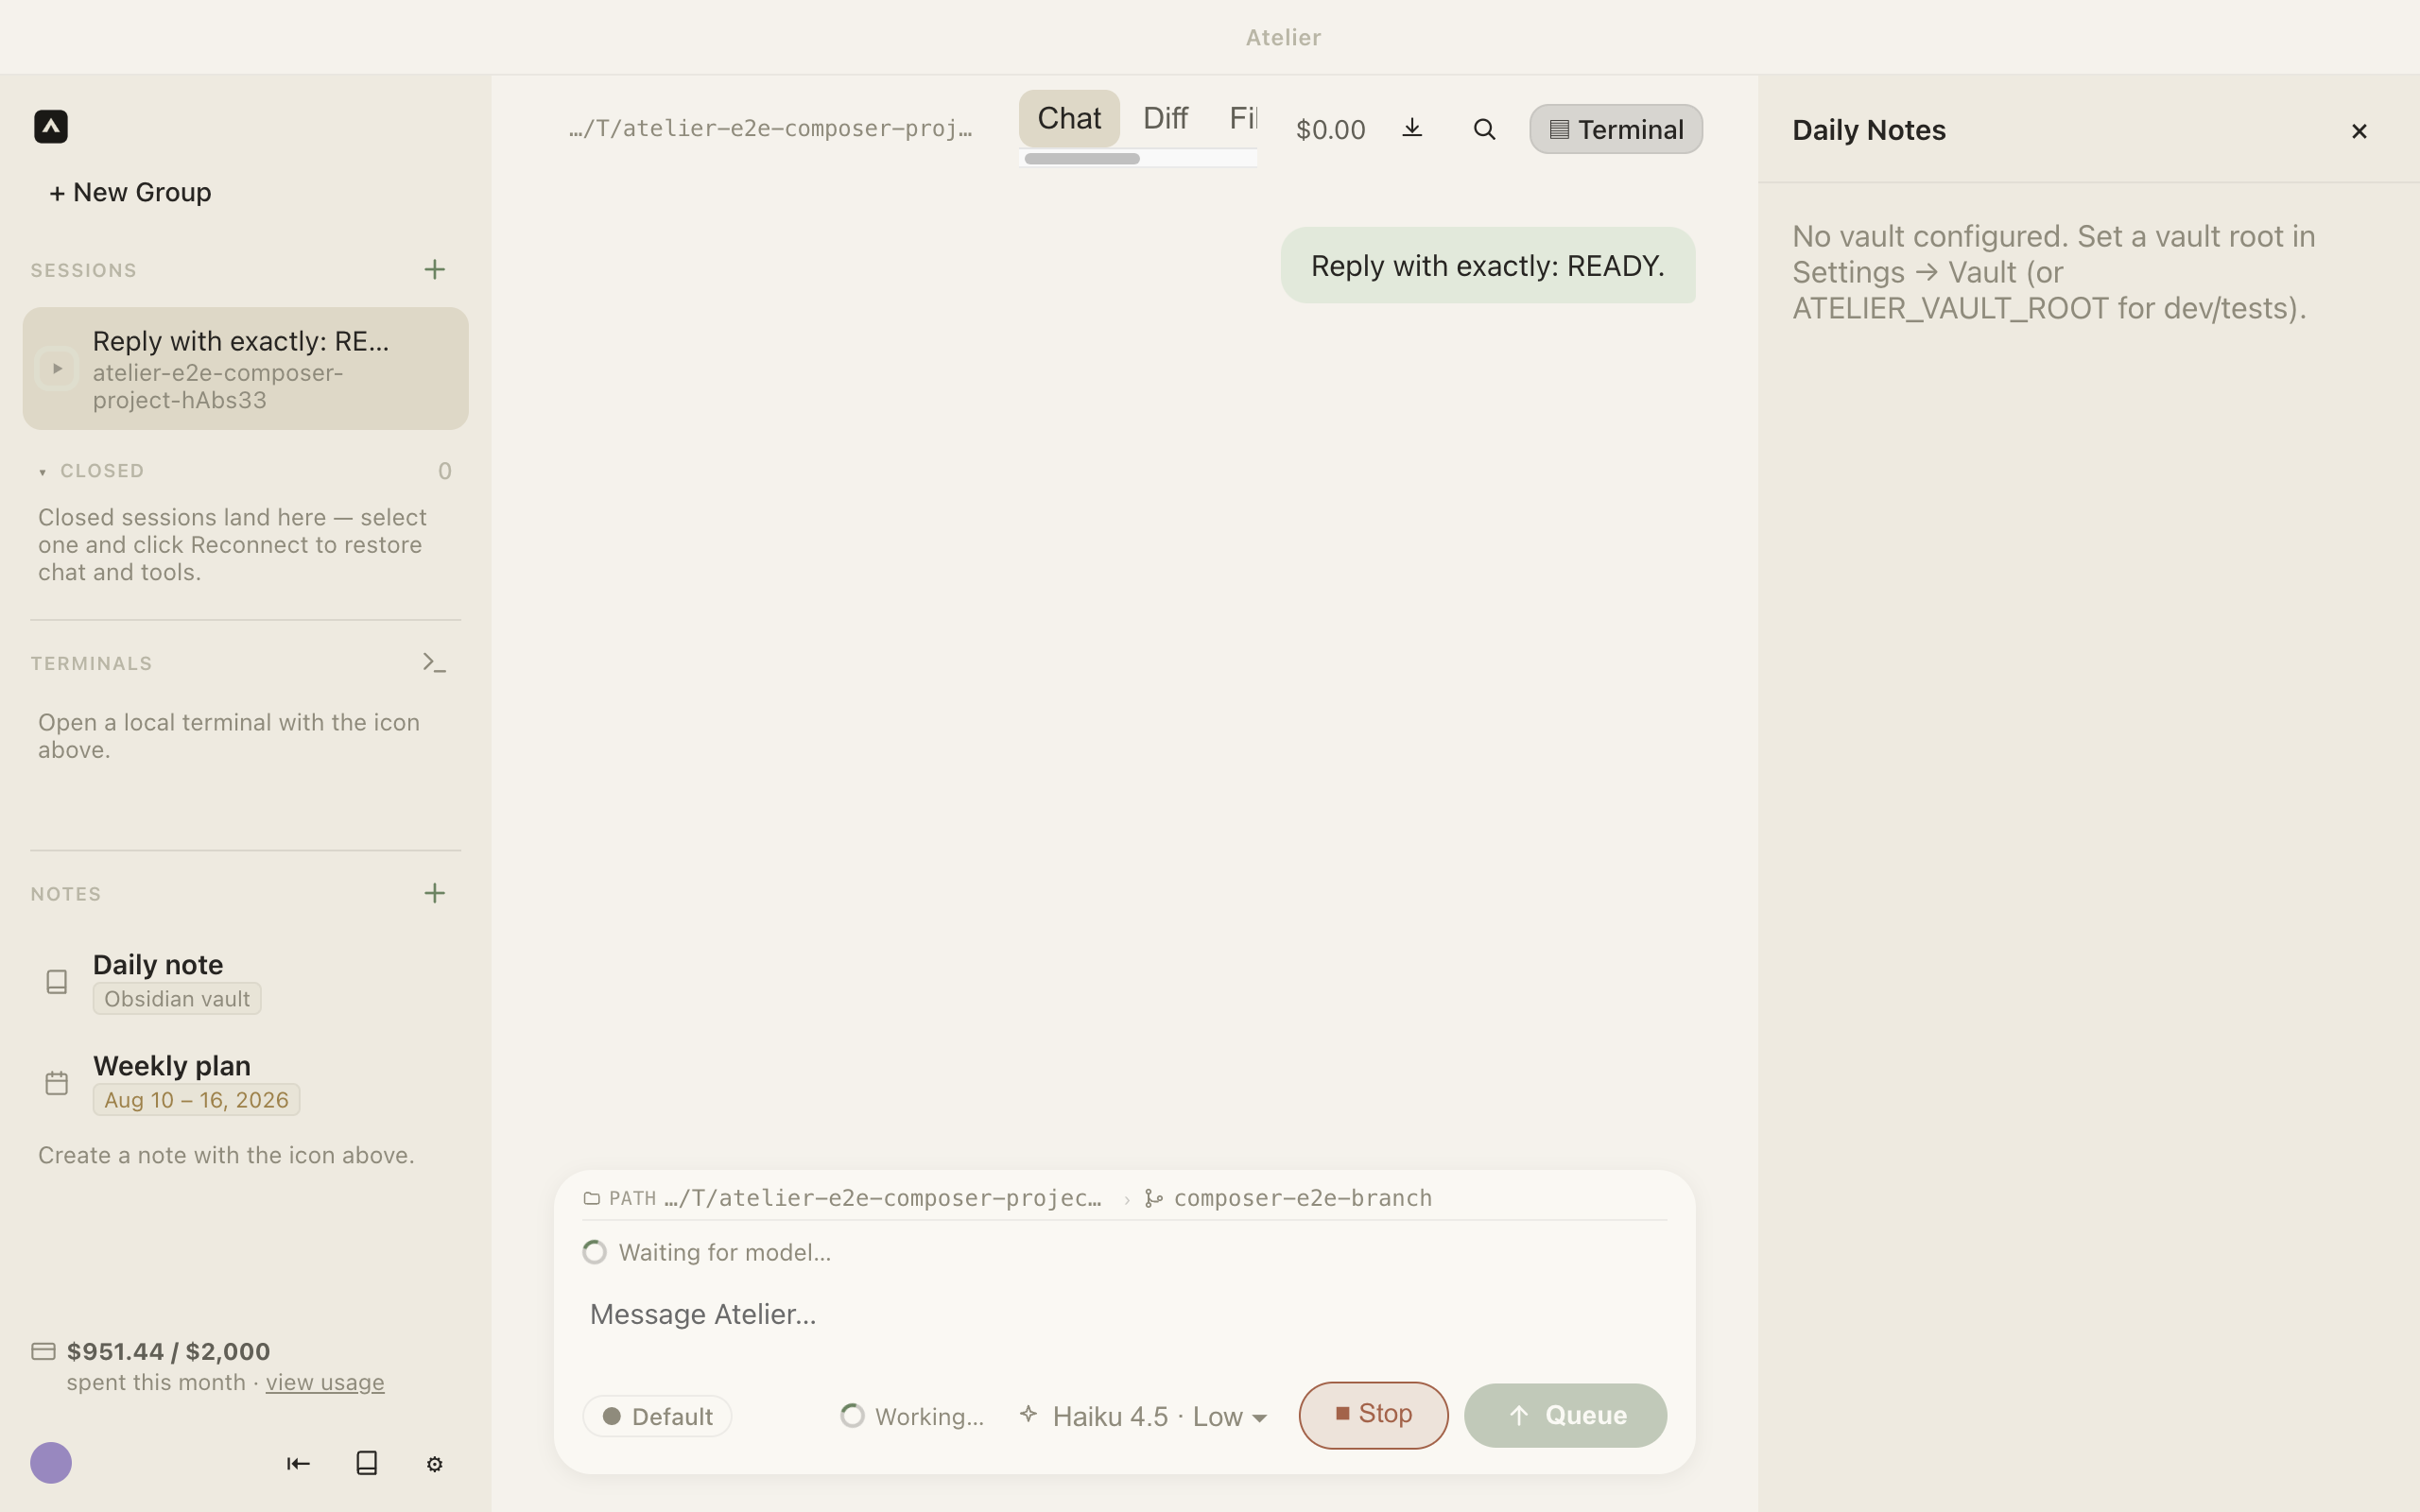 Atelier
+ New Group
SESSIONS
Reply with exactly: RE...
atelier-e2e-composer-
project-hAbs33
CLOSED 0
Closed sessions land here — select
one and click Reconnect to restore
chat and tools.
TERMINALS
Open a local terminal with the icon
above.
NOTES
Daily note
Obsidian vault
Weekly plan
Aug 10 – 16, 2026
Create a note with the icon above.
$951.44 / $2,000
spent this month · view usage
…/T/atelier-e2e-composer-proj…
Chat Diff Fil
$0.00
Terminal
Reply with exactly: READY.
PATH …/T/atelier-e2e-composer-projec… › composer-e2e-branch
Waiting for model…
Message Atelier…
Default
Working…
Haiku 4.5 · Low
Stop
Queue
Daily Notes
No vault configured. Set a vault root in
Settings → Vault (or
ATELIER_VAULT_ROOT for dev/tests).